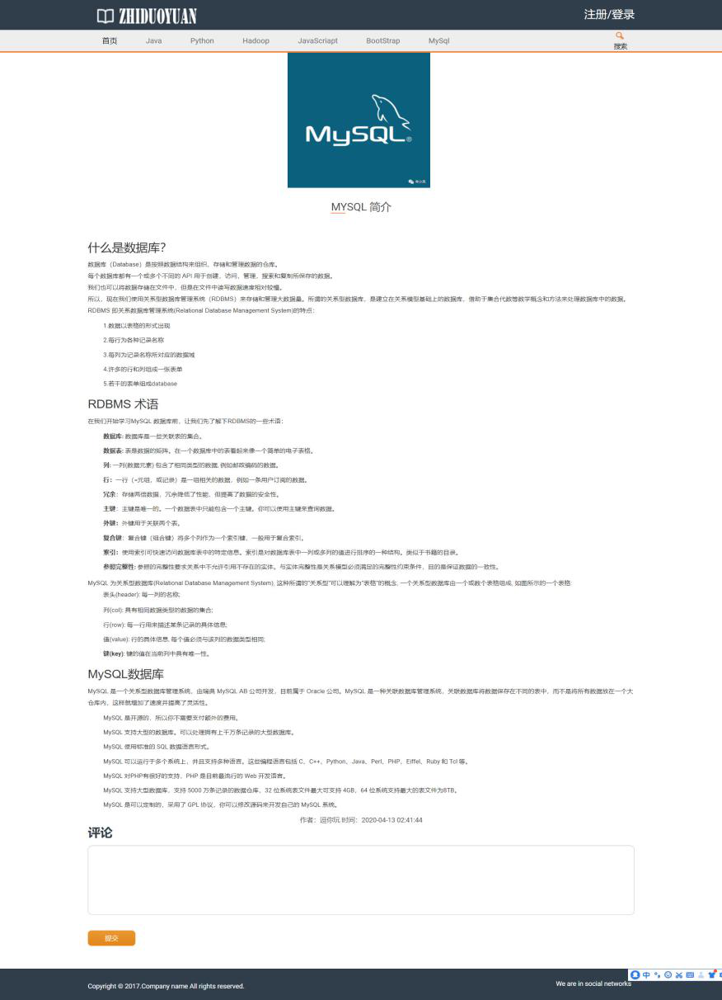 ZHIDUOYUAN
注册/登录
首页 Java Python Hadoop JavaScriapt BootStrap MySql 搜索
MySQL®
MYSQL 简介
什么是数据库?
数据库（Database）是按照数据结构来组织，存储和管理数据的仓库。
每个数据库都有一个或多个不同的 API 用于创建，访问，管理，搜索和复制所保存的数据。
我们也可以将数据存储在文件中，但是在文件中读写数据速度相对较慢。
所以，现在我们使用关系型数据库管理系统（RDBMS）来存储和管理大数据量。所谓的关系型数据库，是建立在关系模型基础上的数据库，借助于集合代数等数学概念和方法来处理数据库中的数据。
RDBMS 即关系数据库管理系统(Relational Database Management System)的特点：
1.数据以表格的形式出现
2.每行为各种记录名称
3.每列为记录名称所对应的数据域
4.许多的行和列组成一张表单
5.若干的表单组成database
RDBMS 术语
在我们开始学习MySQL 数据库前，让我们先了解下RDBMS的一些术语：
数据库: 数据库是一些关联表的集合。
数据表: 表是数据的矩阵。在一个数据库中的表看起来像一个简单的电子表格。
列: 一列(数据元素) 包含了相同类型的数据, 例如邮政编码的数据。
行：一行（=元组，或记录）是一组相关的数据，例如一条用户订阅的数据。
冗余：存储两倍数据，冗余降低了性能，但提高了数据的安全性。
主键：主键是唯一的。一个数据表中只能包含一个主键。你可以使用主键来查询数据。
外键：外键用于关联两个表。
复合键：复合键（组合键）将多个列作为一个索引键，一般用于复合索引。
索引：使用索引可快速访问数据库表中的特定信息。索引是对数据库表中一列或多列的值进行排序的一种结构。类似于书籍的目录。
参照完整性: 参照的完整性要求关系中不允许引用不存在的实体。与实体完整性是关系模型必须满足的完整性约束条件，目的是保证数据的一致性。
MySQL 为关系型数据库(Relational Database Management System), 这种所谓的"关系型"可以理解为"表格"的概念, 一个关系型数据库由一个或数个表格组成, 如图所示的一个表格:
表头(header): 每一列的名称;
列(col): 具有相同数据类型的数据的集合;
行(row): 每一行用来描述某条记录的具体信息;
值(value): 行的具体信息, 每个值必须与该列的数据类型相同;
键(key): 键的值在当前列中具有唯一性。
MySQL数据库
MySQL 是一个关系型数据库管理系统，由瑞典 MySQL AB 公司开发，目前属于 Oracle 公司。MySQL 是一种关联数据库管理系统，关联数据库将数据保存在不同的表中，而不是将所有数据放在一个大
仓库内，这样就增加了速度并提高了灵活性。
MySQL 是开源的，所以你不需要支付额外的费用。
MySQL 支持大型的数据库。可以处理拥有上千万条记录的大型数据库。
MySQL 使用标准的 SQL 数据语言形式。
MySQL 可以运行于多个系统上，并且支持多种语言。这些编程语言包括 C、C++、Python、Java、Perl、PHP、Eiffel、Ruby 和 Tcl 等。
MySQL 对PHP有很好的支持，PHP 是目前最流行的 Web 开发语言。
MySQL 支持大型数据库，支持 5000 万条记录的数据仓库，32 位系统表文件最大可支持 4GB，64 位系统支持最大的表文件为8TB。
MySQL 是可以定制的，采用了 GPL 协议，你可以修改源码来开发自己的 MySQL 系统。
作者：逗你玩 时间：2020-04-13 02:41:44
评论
提交
中
Copyright © 2017.Company name All rights reserved.
We are in social networks